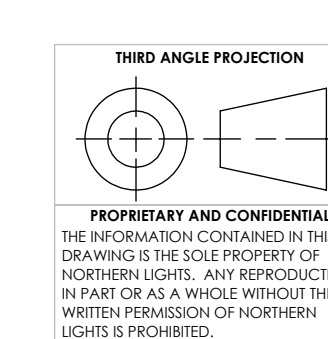 THIRD ANGLE PROJECTION
PROPRIETARY AND CONFIDENTIAL
THE INFORMATION CONTAINED IN THI
DRAWING IS THE SOLE PROPERTY OF
NORTHERN LIGHTS. ANY REPRODUCTI
IN PART OR AS A WHOLE WITHOUT TH
WRITTEN PERMISSION OF NORTHERN
LIGHTS IS PROHIBITED.